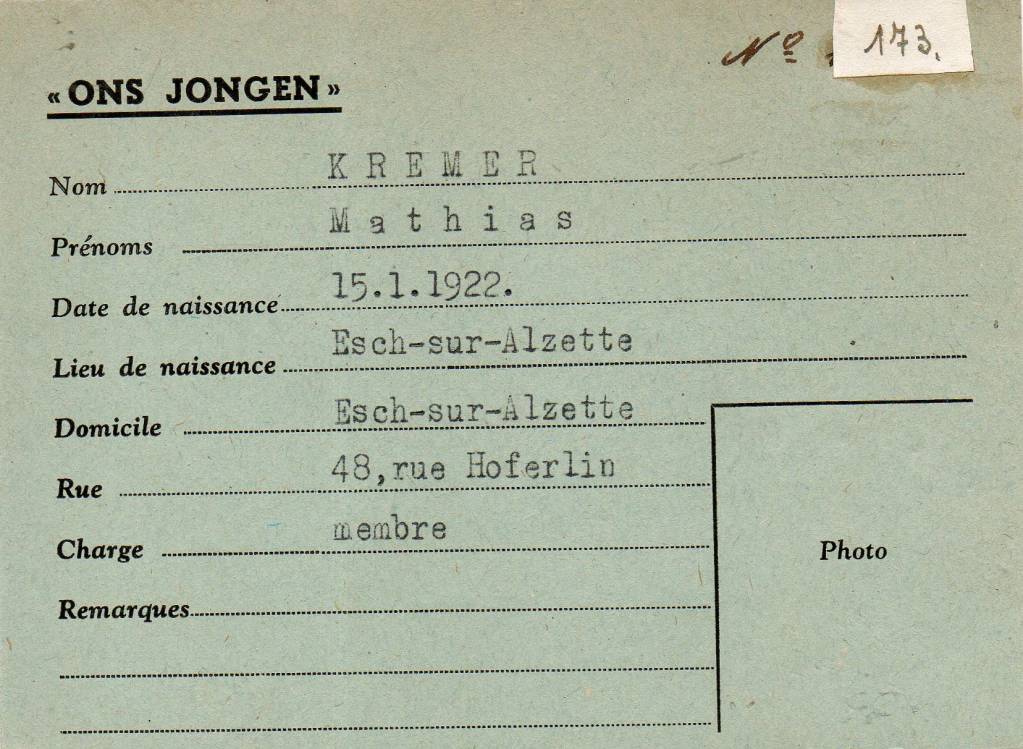 Nº 173.
« ONS JONGEN »
Nom KREMER
Prénoms Mathias
Date de naissance 15.1.1922.
Lieu de naissance Esch-sur-Alzette
Domicile Esch-sur-Alzette
Rue 48,rue Hoferlin
Charge membre
Photo
Remarques